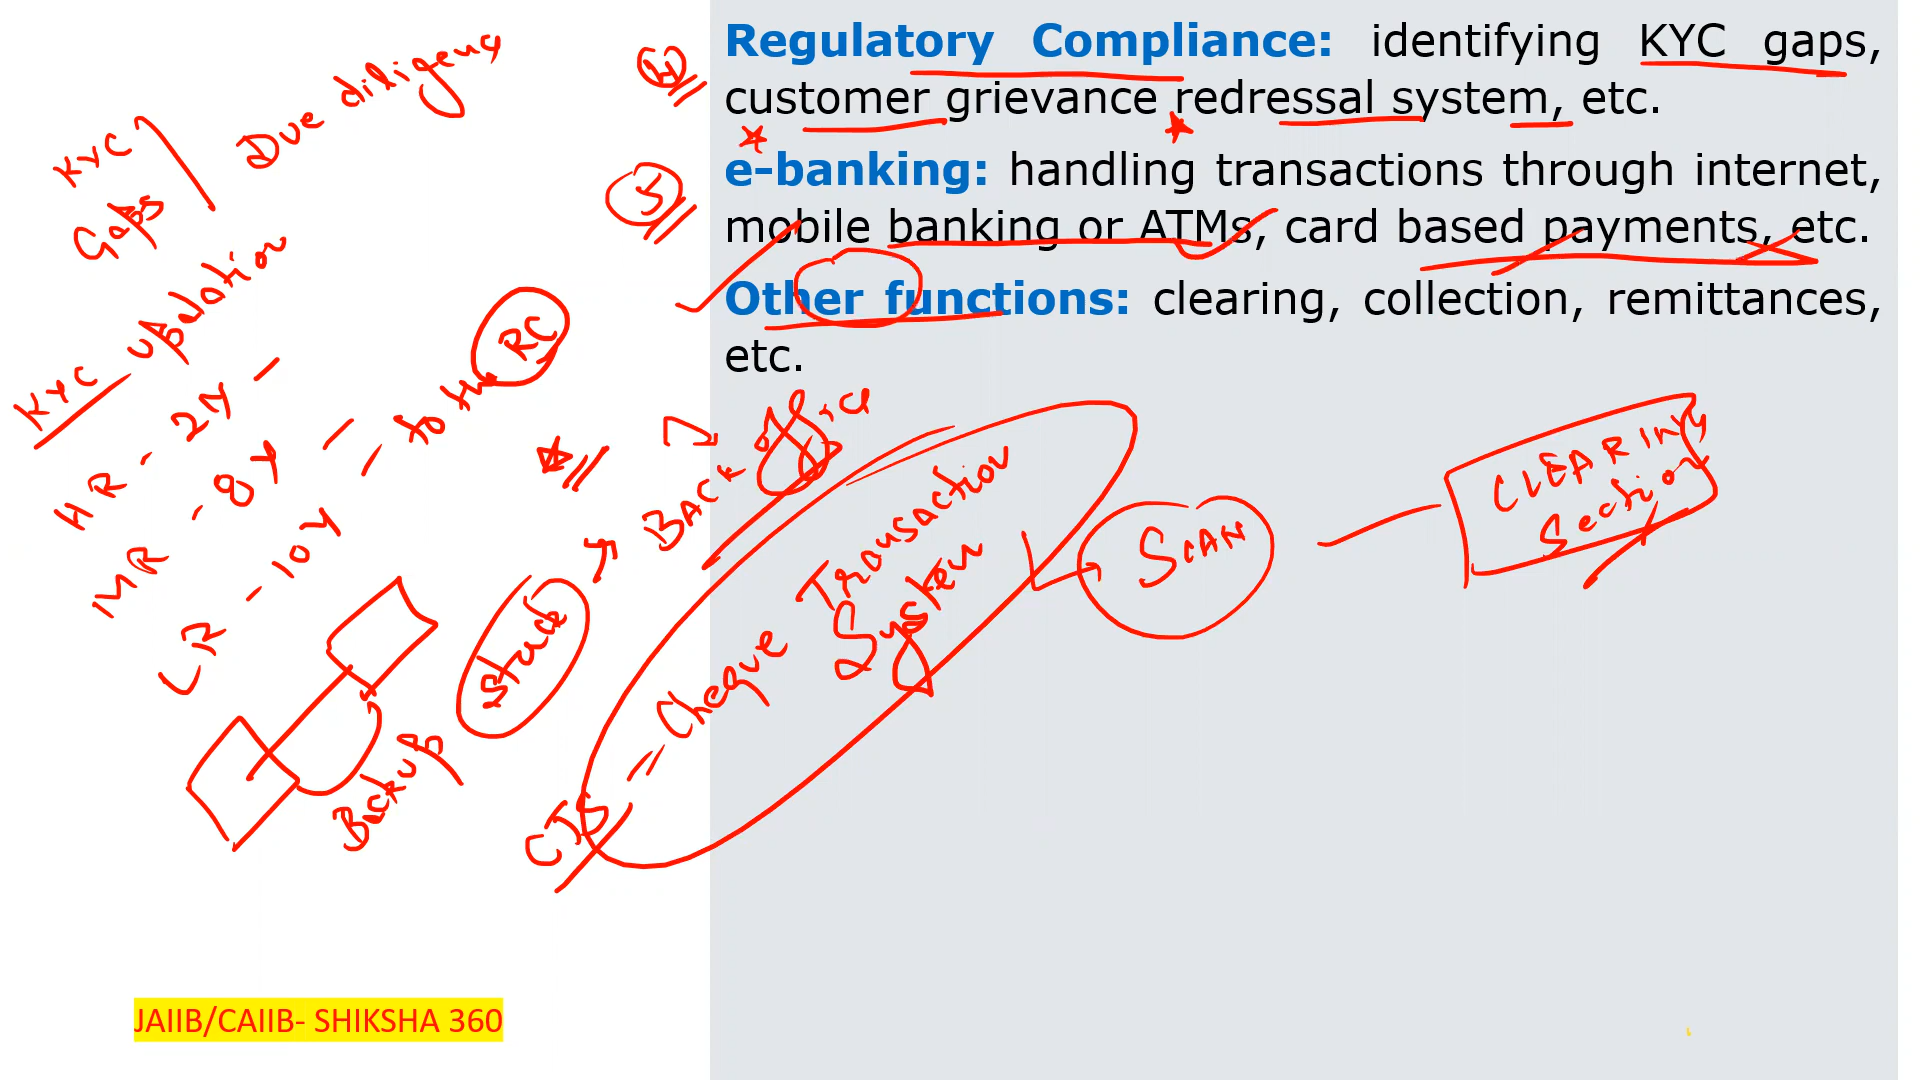 Regulatory Compliance: identifying KYC gaps,
customer grievance redressal system, etc.
e-banking: handling transactions through internet,
mobile banking or ATMs, card based payments, etc.
Other functions: clearing, collection, remittances,
etc.
KYC
Gaps
Due diligence
KYC updation
HR - 2Y -
MR - 8Y -
LR - 10Y - to the RC
Backup
Stuck
BACK office
CTS = Cheque Transaction
System
SCAN
CLEARING
Section
JAIIB/CAIIB- SHIKSHA 360